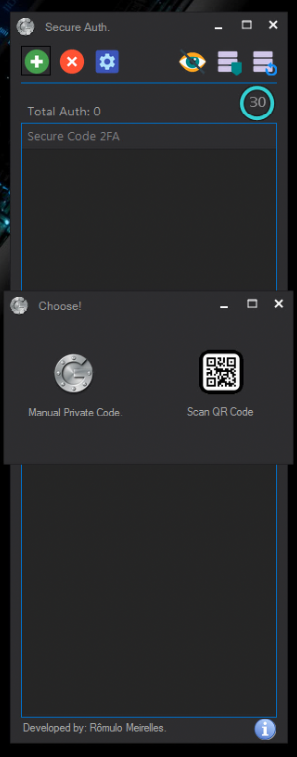 Secure Auth.
30
Total Auth: 0
Secure Code 2FA
Choose!
Manual Private Code.
Scan QR Code
Developed by: Rômulo Meirelles.